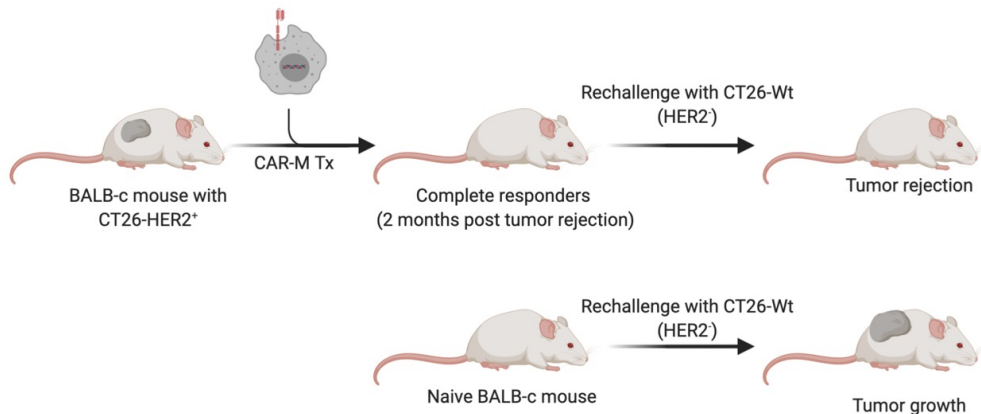 BALB-c mouse with
CT26-HER2⁺
CAR-M Tx
Complete responders
(2 months post tumor rejection)
Rechallenge with CT26-Wt
(HER2⁻)
Tumor rejection
Naive BALB-c mouse
Rechallenge with CT26-Wt
(HER2⁻)
Tumor growth